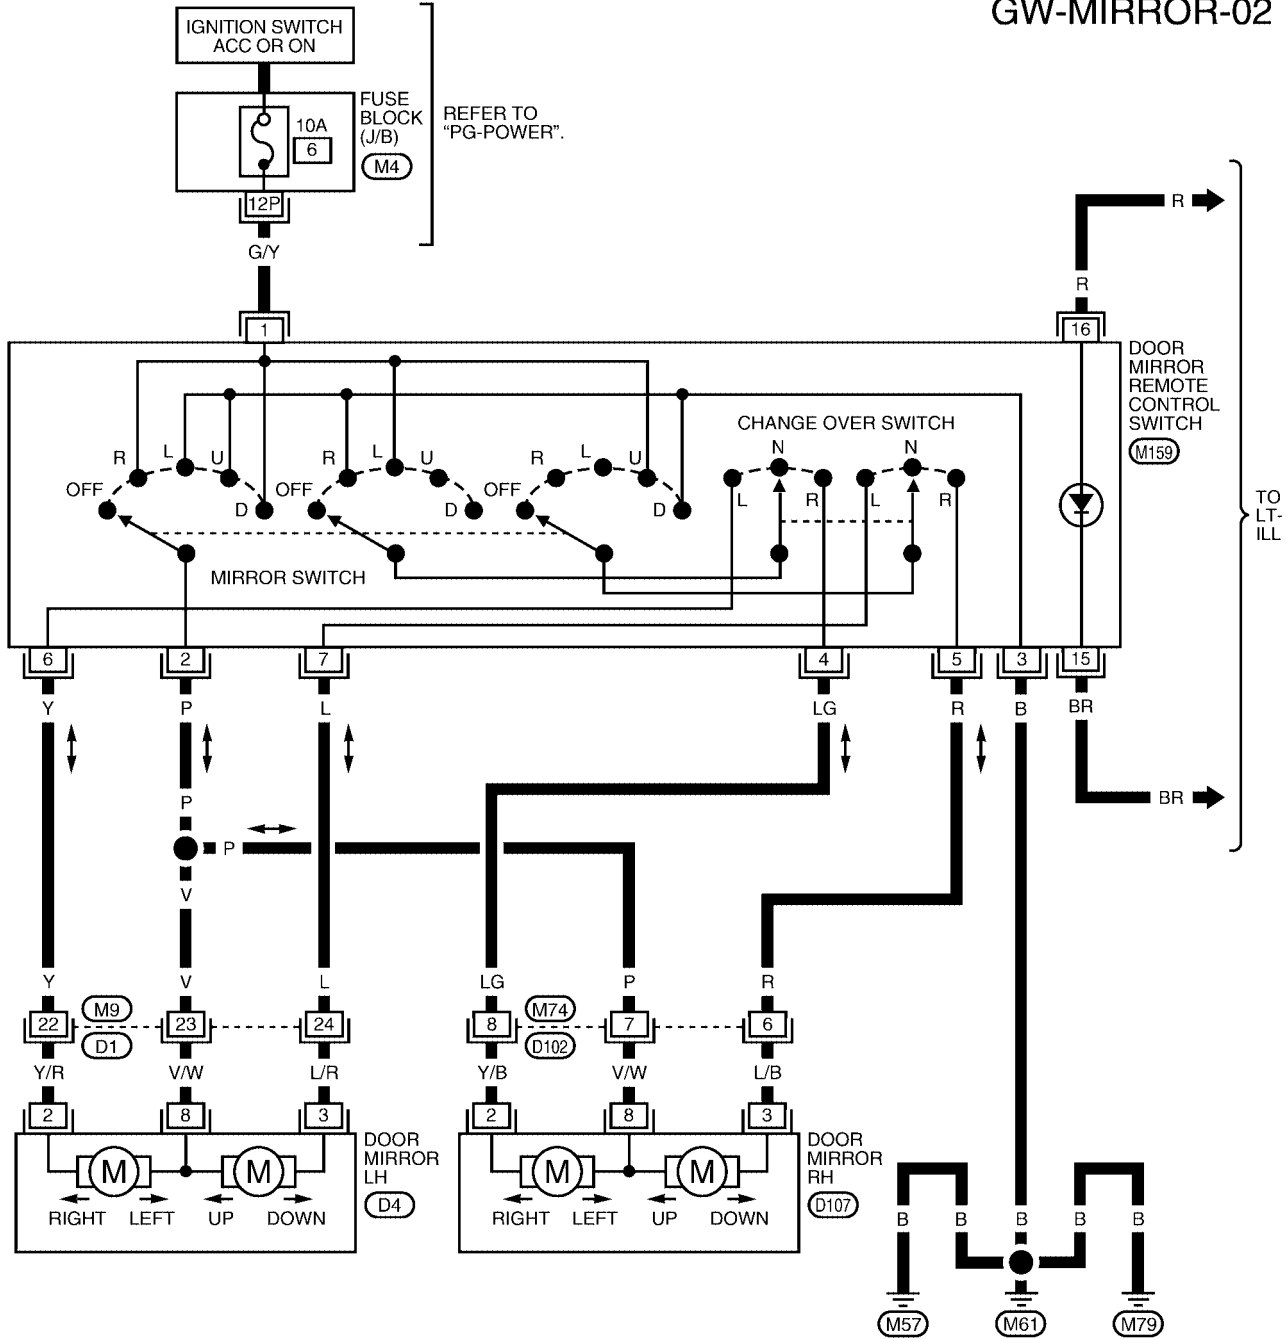 GW-MIRROR-02
IGNITION SWITCH
ACC OR ON
FUSE
BLOCK
(J/B)
10A
6
M4
REFER TO
"PG-POWER".
12P
G/Y
R
R
1
16
DOOR
MIRROR
REMOTE
CONTROL
SWITCH
M159
CHANGE OVER SWITCH
OFF R L U D
OFF R L U D
OFF R L U D
L N R
L N R
MIRROR SWITCH
TO
LT-
ILL
6 2 7 4 5 3 15
Y P L LG R B BR
P
BR
P
V
Y V L LG P R
M9
D1
M74
D102
22 23 24 8 7 6
Y/R V/W L/R Y/B V/W L/B
2 8 3 2 8 3
M M
DOOR
MIRROR
LH
D4
RIGHT LEFT UP DOWN
M M
DOOR
MIRROR
RH
D107
RIGHT LEFT UP DOWN
B B B B B
M57 M61 M79